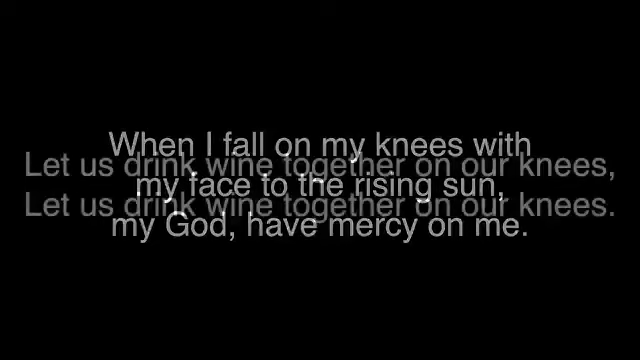 When I fall on my knees with
Let us drink wine together on our knees,
my face to the rising sun,
Let us drink wine together on our knees.
my God, have mercy on me.